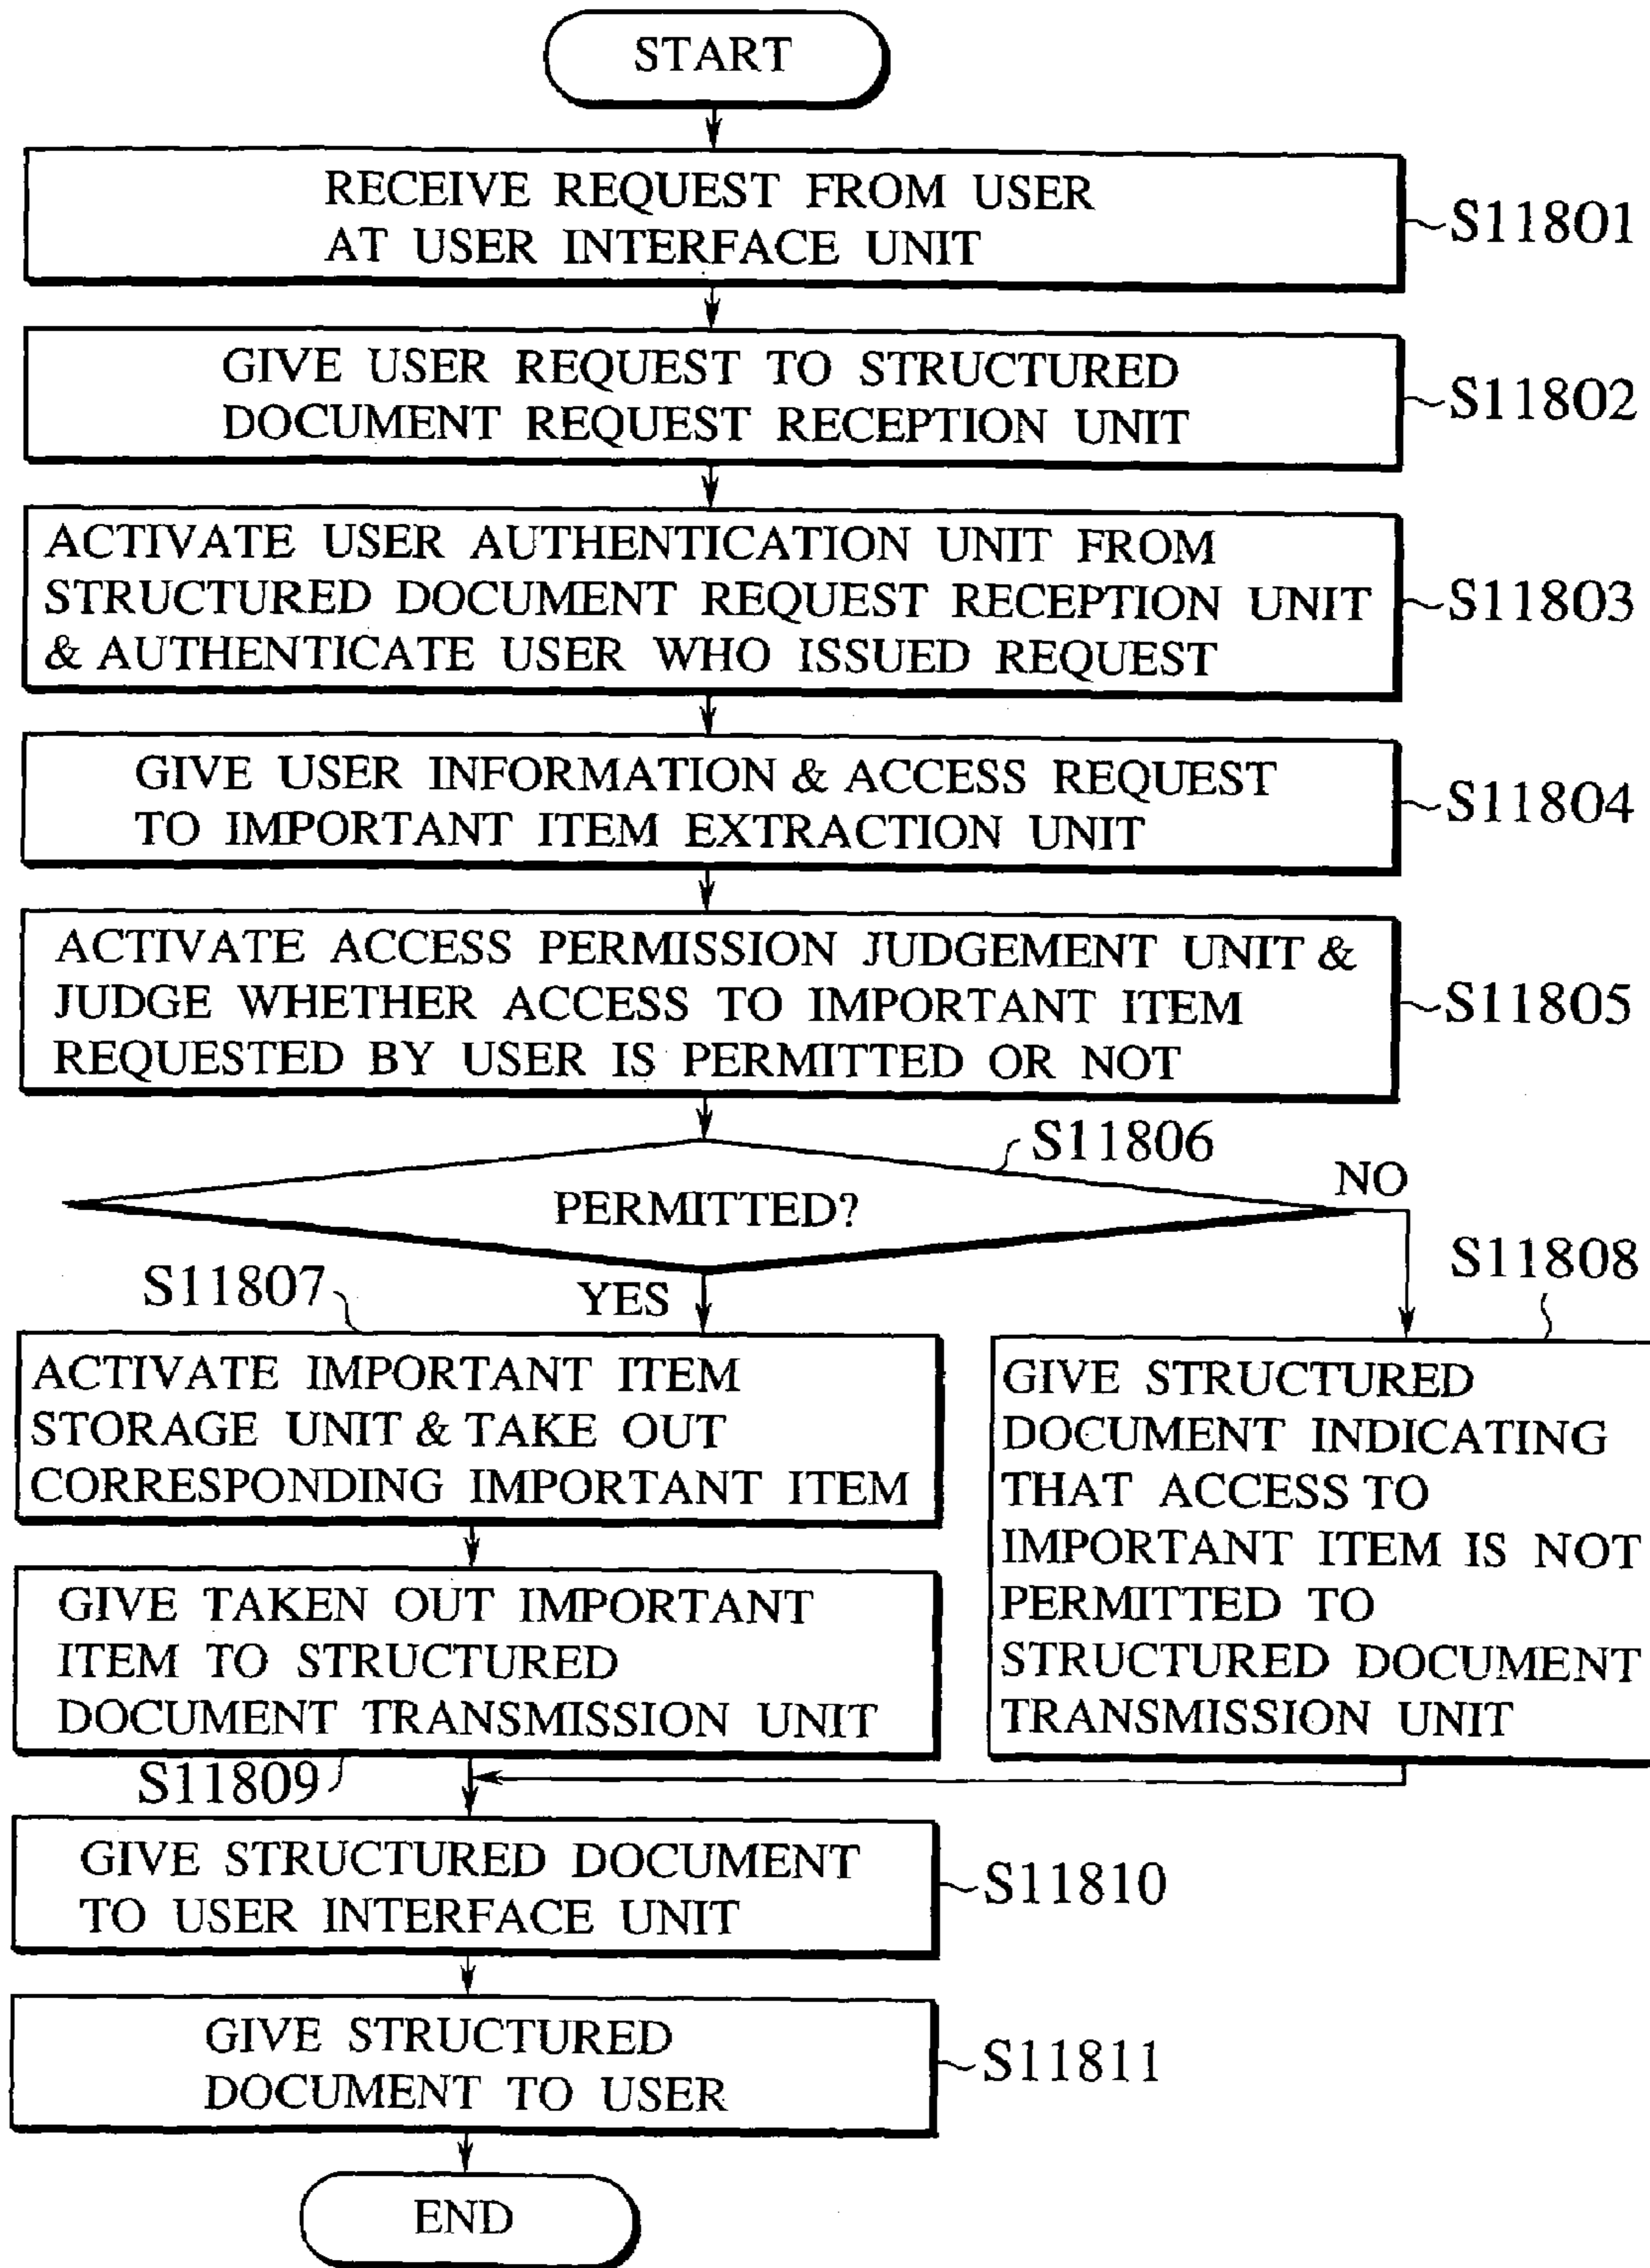 START
RECEIVE REQUEST FROM USER
AT USER INTERFACE UNIT
S11801
GIVE USER REQUEST TO STRUCTURED
DOCUMENT REQUEST RECEPTION UNIT
S11802
ACTIVATE USER AUTHENTICATION UNIT FROM
STRUCTURED DOCUMENT REQUEST RECEPTION UNIT
& AUTHENTICATE USER WHO ISSUED REQUEST
S11803
GIVE USER INFORMATION & ACCESS REQUEST
TO IMPORTANT ITEM EXTRACTION UNIT
S11804
ACTIVATE ACCESS PERMISSION JUDGEMENT UNIT &
JUDGE WHETHER ACCESS TO IMPORTANT ITEM
REQUESTED BY USER IS PERMITTED OR NOT
S11805
S11806
PERMITTED?
NO
YES
S11807
ACTIVATE IMPORTANT ITEM
STORAGE UNIT & TAKE OUT
CORRESPONDING IMPORTANT ITEM
S11808
GIVE STRUCTURED
DOCUMENT INDICATING
THAT ACCESS TO
IMPORTANT ITEM IS NOT
PERMITTED TO
STRUCTURED DOCUMENT
TRANSMISSION UNIT
GIVE TAKEN OUT IMPORTANT
ITEM TO STRUCTURED
DOCUMENT TRANSMISSION UNIT
S11809
GIVE STRUCTURED DOCUMENT
TO USER INTERFACE UNIT
S11810
GIVE STRUCTURED
DOCUMENT TO USER
S11811
END